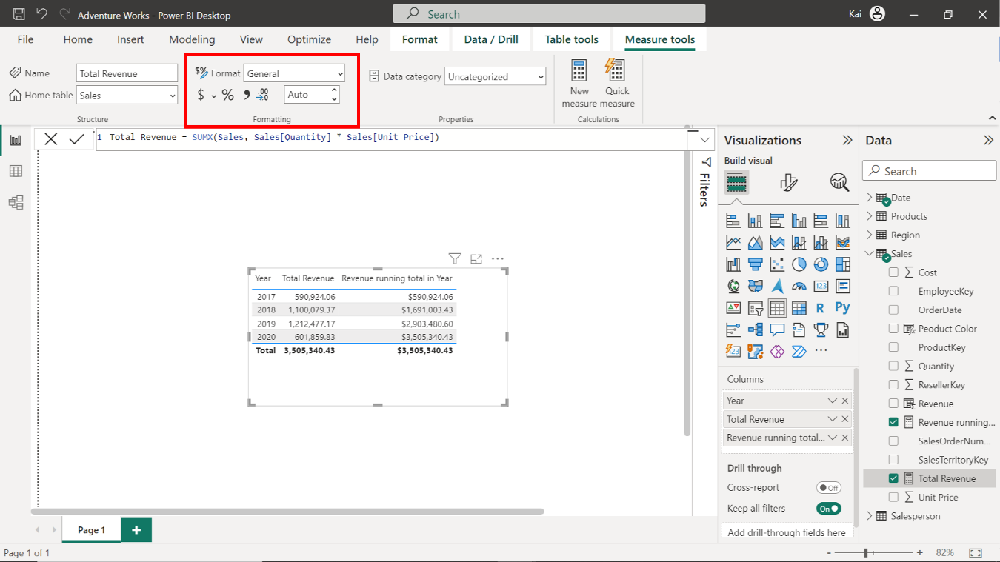 Adventure Works - Power BI Desktop
Search
Kai
File Home Insert Modeling View Optimize Help Format Data / Drill Table tools Measure tools
Name Total Revenue
Home table Sales
Structure
$% Format General
$ % , .00 →0 Auto
Formatting
Data category Uncategorized
Properties
New measure
Quick measure
Calculations
1 Total Revenue = SUMX(Sales, Sales[Quantity] * Sales[Unit Price])
Filters
Year Total Revenue Revenue running total in Year
2017 590,924.06 $590,924.06
2018 1,100,079.37 $1,691,003.43
2019 1,212,477.17 $2,903,480.60
2020 601,859.83 $3,505,340.43
Total 3,505,340.43 $3,505,340.43
Visualizations
Build visual
123
R Py
123
Columns
Year
Total Revenue
Revenue running total...
Drill through
Cross-report Off
Keep all filters On
Add drill-through fields here
Data
Search
Date
Products
Region
Sales
Cost
EmployeeKey
OrderDate
Peoduct Color
ProductKey
Quantity
ResellerKey
Revenue
Revenue running...
SalesOrderNum...
SalesTerritoryKey
Total Revenue
Unit Price
Salesperson
Page 1
Page 1 of 1
- + 82%